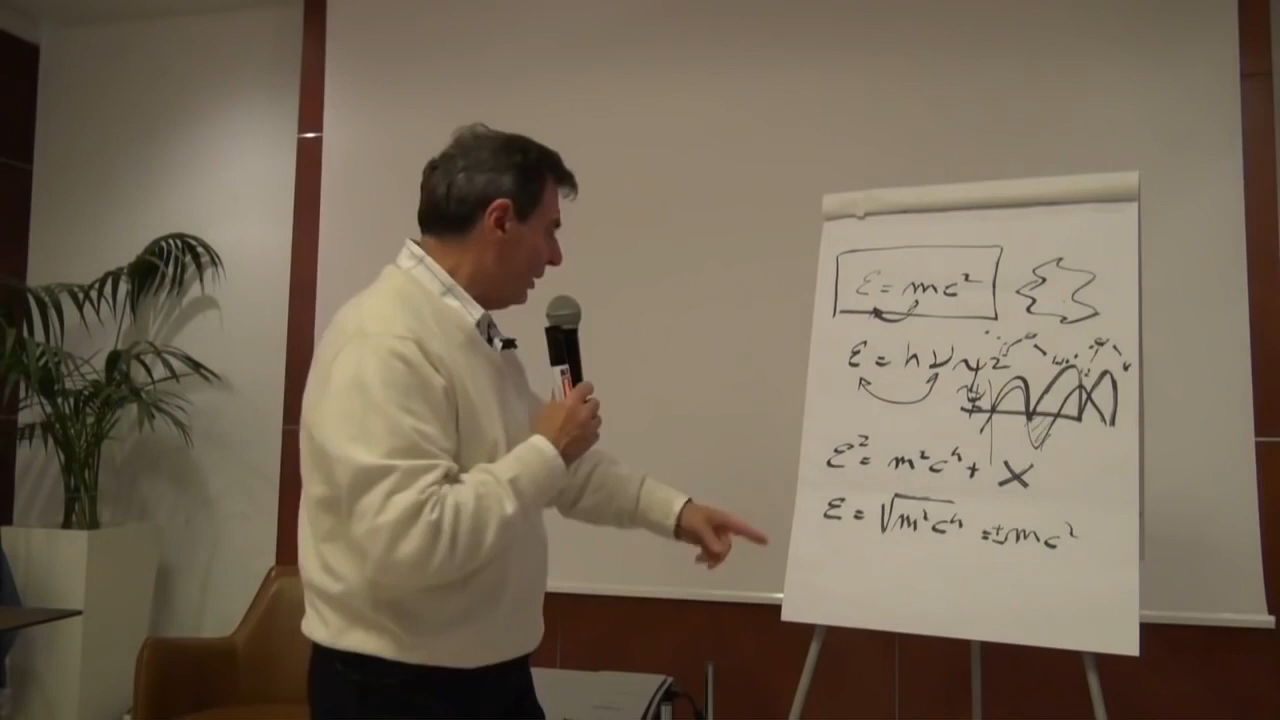 E = mc²
E = hν
E² = m²c⁴ + X
E = √m²c⁴ = ± mc²